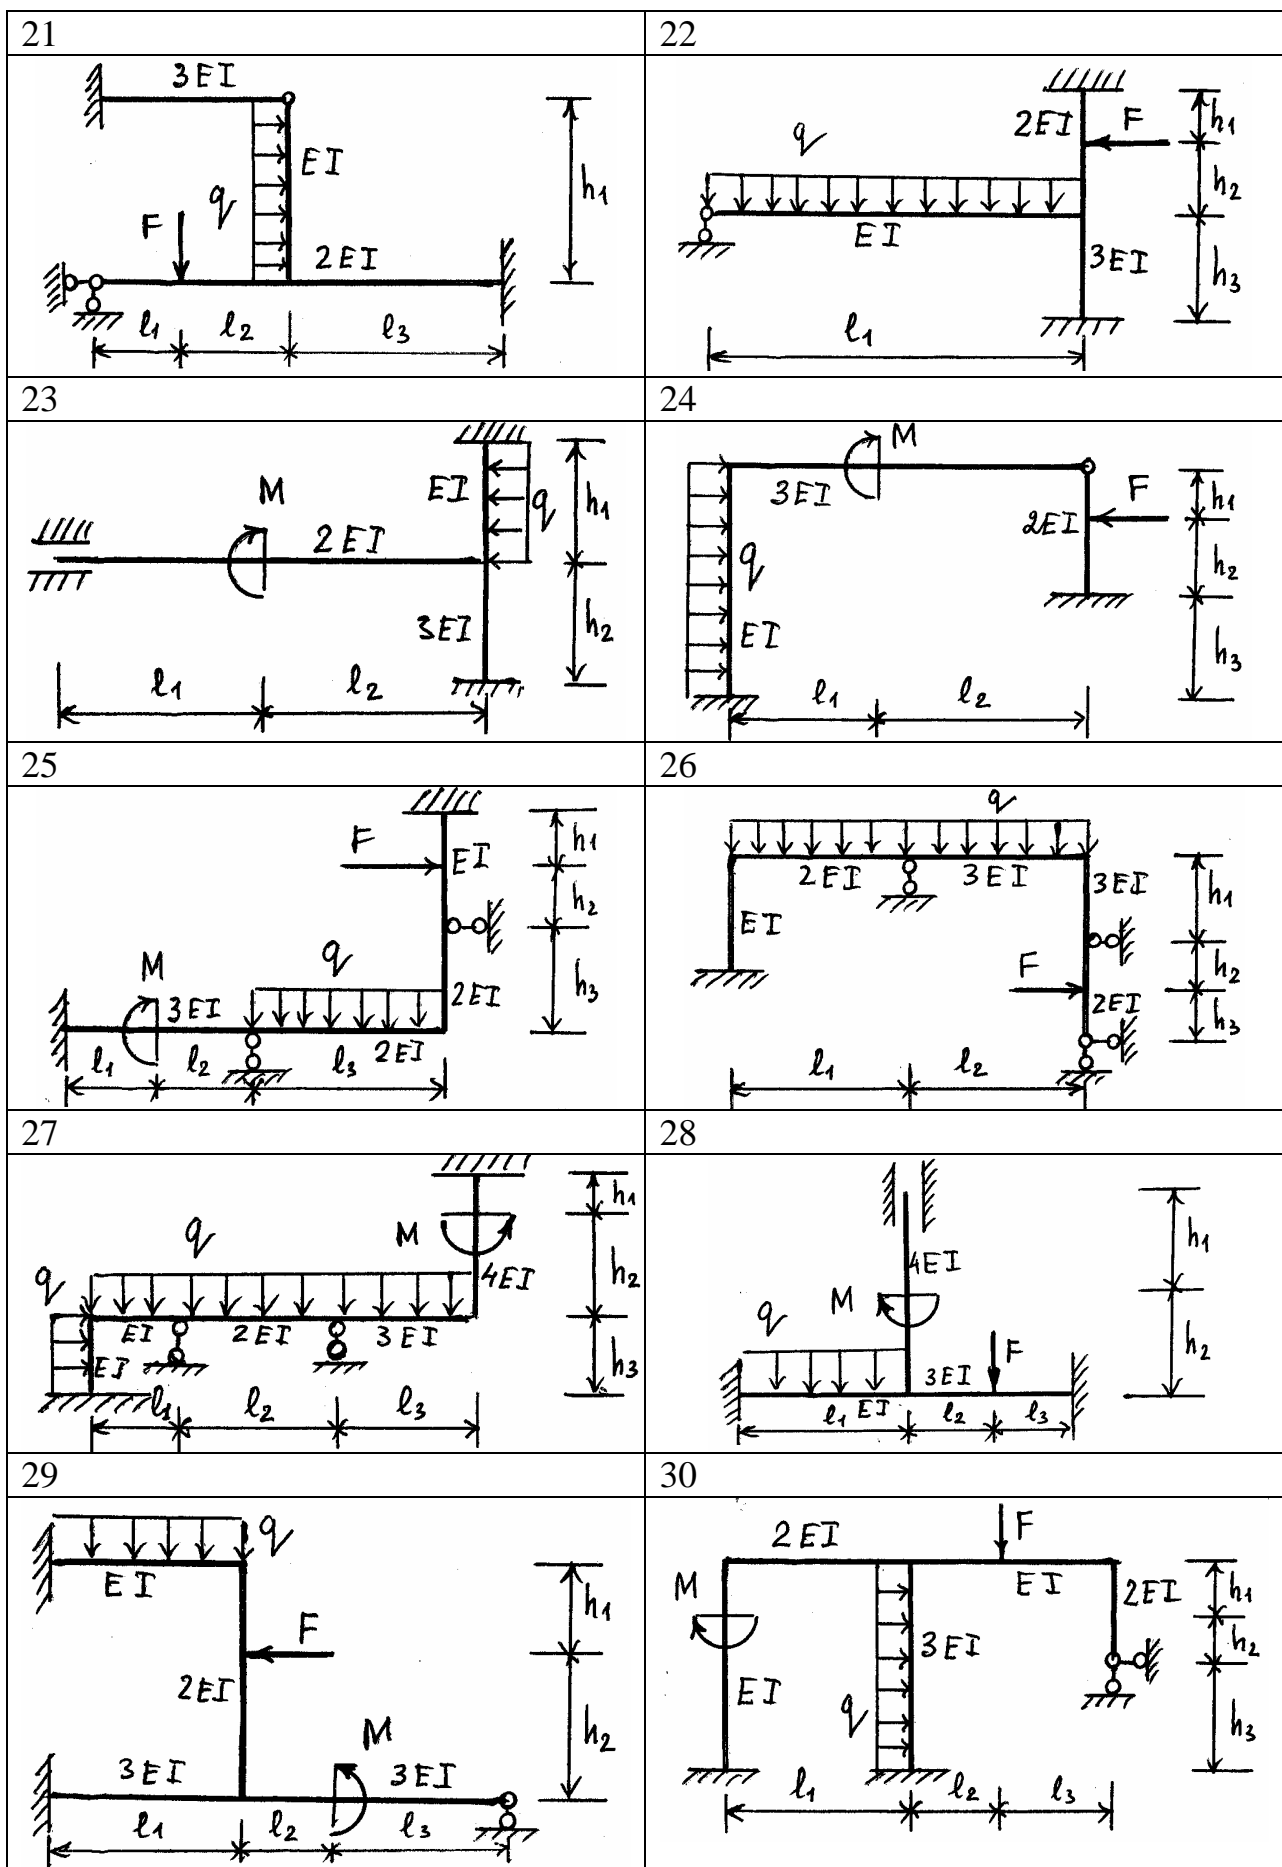 21
3EI
EI
q
F
2EI
h₁
l₁ l₂ l₃
22
2EI
F
h₁
q
h₂
EI
3EI
h₃
l₁
23
EI
q
h₁
M
2EI
3EI
h₂
l₁ l₂
24
M
3EI
F
h₁
2EI
q
h₂
EI
h₃
l₁ l₂
25
F
EI
h₁
h₂
q
M
3EI
2EI
h₃
2EI
l₁ l₂ l₃
26
q
2EI 3EI
3EI
h₁
EI
F
h₂
2EI
h₃
l₁ l₂
27
h₁
q
M
4EI
h₂
q
EI 2EI 3EI
EI
h₃
l₁ l₂ l₃
28
4EI
h₁
M
q
F
3EI
h₂
l₁ EI l₂ l₃
29
q
EI
h₁
F
2EI
M
h₂
3EI 3EI
l₁ l₂ l₃
30
2EI
F
M
EI
2EI
h₁
h₂
3EI
EI
q
h₃
l₁ l₂ l₃